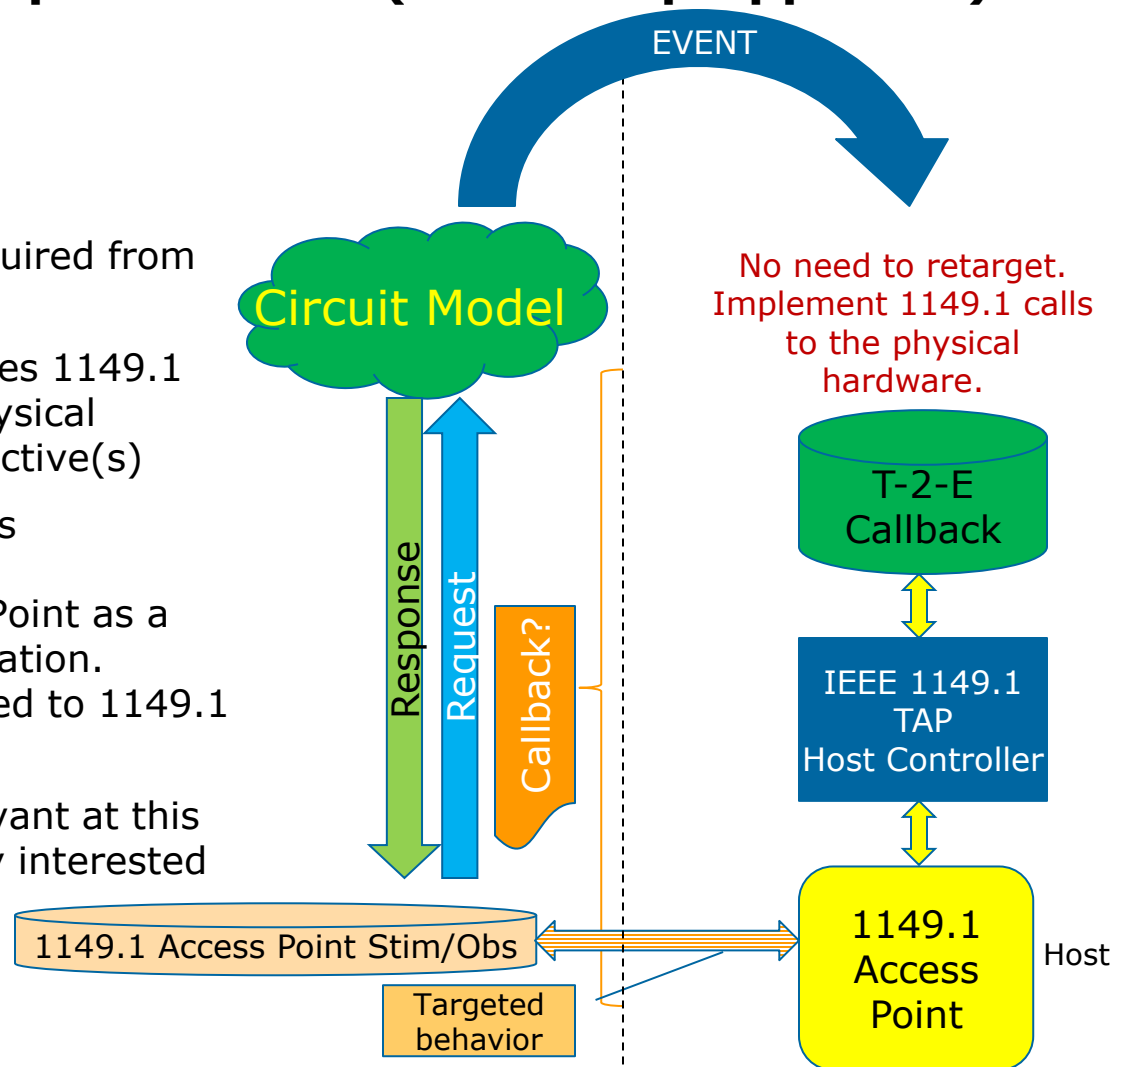 EVENT
uired from
es 1149.1
ysical
ctive(s)
s
Point as a
ation.
ed to 1149.1
vant at this
y interested
Circuit Model
No need to retarget.
Implement 1149.1 calls
to the physical
hardware.
Response
Request
Callback?
T-2-E
Callback
IEEE 1149.1
TAP
Host Controller
1149.1 Access Point Stim/Obs
1149.1
Access
Point
Host
Targeted
behavior